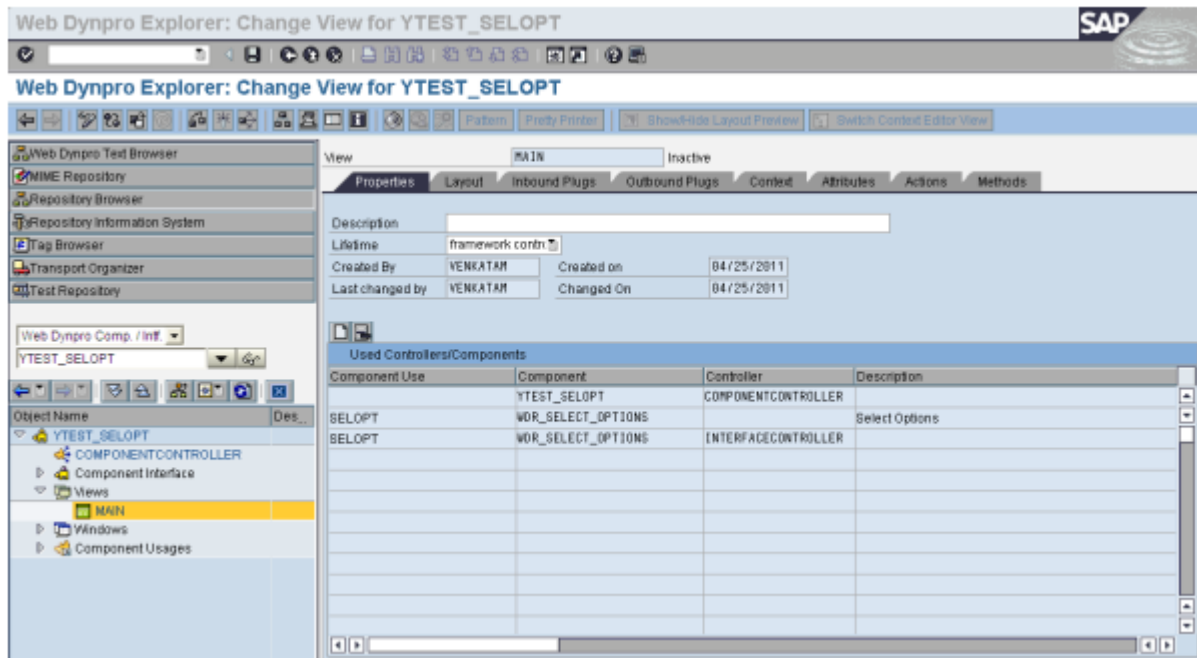 Web Dynpro Explorer: Change View for YTEST_SELOPT
SAP
Web Dynpro Explorer: Change View for YTEST_SELOPT
Pattern Pretty Printer Show/Hide Layout Preview Switch Context Editor View
Web Dynpro Text Browser
MIME Repository
Repository Browser
Repository Information System
Tag Browser
Transport Organizer
Test Repository
Web Dynpro Comp. / Intf.
YTEST_SELOPT
Object Name Des...
YTEST_SELOPT
COMPONENTCONTROLLER
Component Interface
Views
MAIN
Windows
Component Usages
View MAIN Inactive
Properties Layout Inbound Plugs Outbound Plugs Context Attributes Actions Methods
Description
Lifetime framework contr
Created By VENKATAM Created on 04/25/2011
Last changed by VENKATAM Changed On 04/25/2011
Used Controllers/Components
Component Use Component Controller Description
YTEST_SELOPT COMPONENTCONTROLLER
SELOPT WDR_SELECT_OPTIONS Select Options
SELOPT WDR_SELECT_OPTIONS INTERFACECONTROLLER